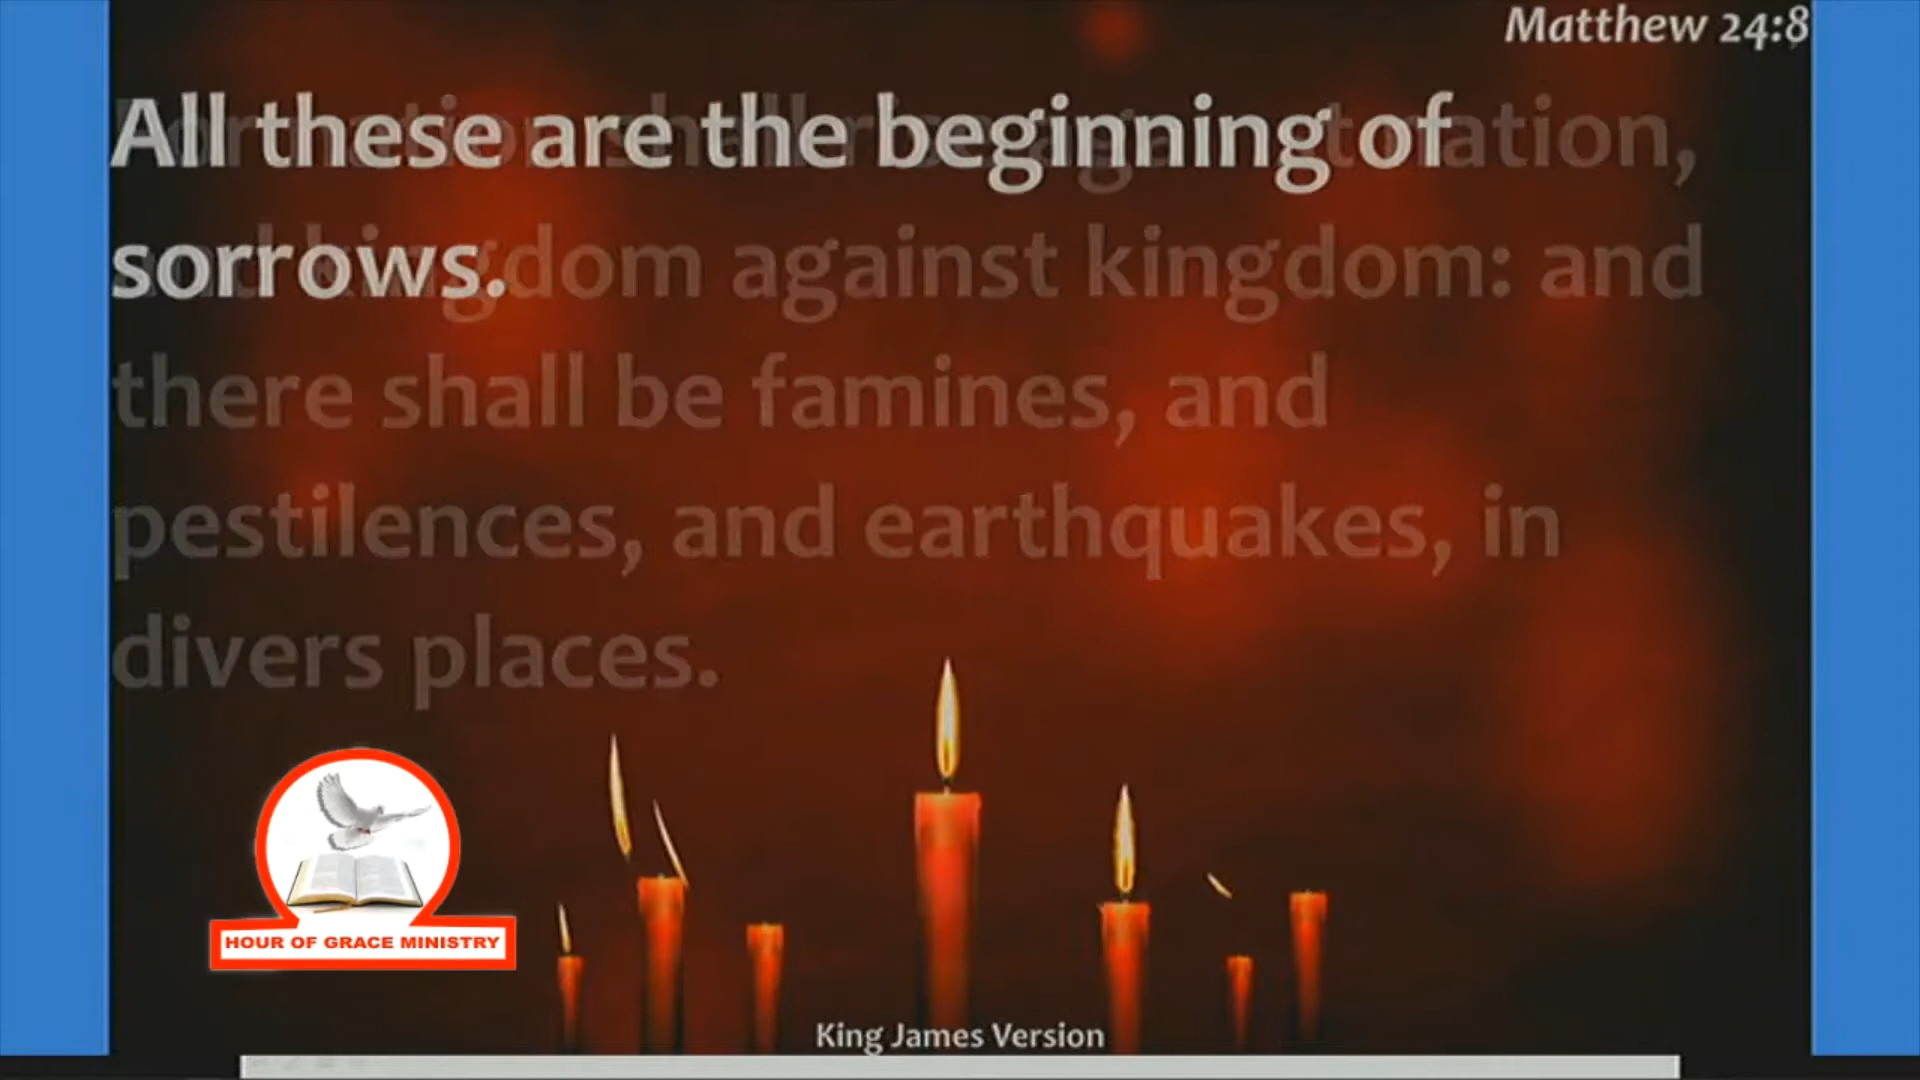 Matthew 24:8
All these are the beginning of
sorrows.
kingdom against kingdom: and
there shall be famines, and
pestilences, and earthquakes, in
divers places.
HOUR OF GRACE MINISTRY
King James Version